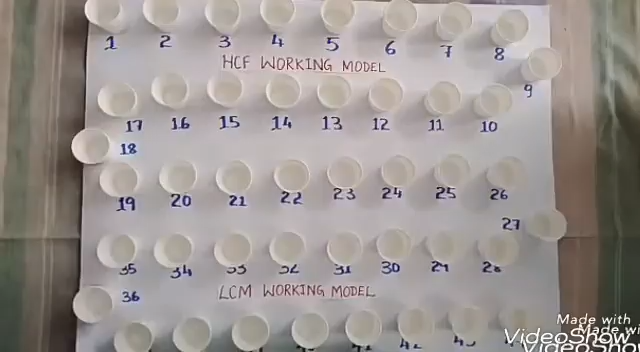 1 2 3 4 5 6 7 8
HCF WORKING MODEL
9
17 16 15 14 13 12 11 10
18
19 20 21 22 23 24 25 26
27
35 34 33 32 31 30 29 28
36
LCM WORKING MODEL
Made with
VideoShow